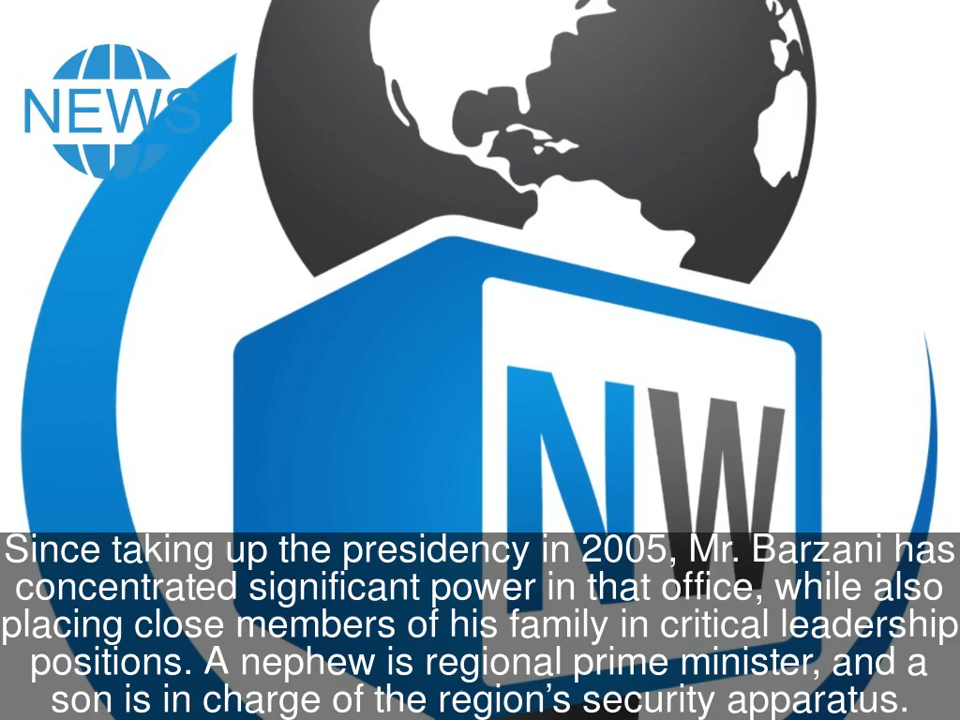 NEWS
NW
Since taking up the presidency in 2005, Mr. Barzani has
concentrated significant power in that office, while also
placing close members of his family in critical leadership
positions. A nephew is regional prime minister, and a
son is in charge of the region’s security apparatus.